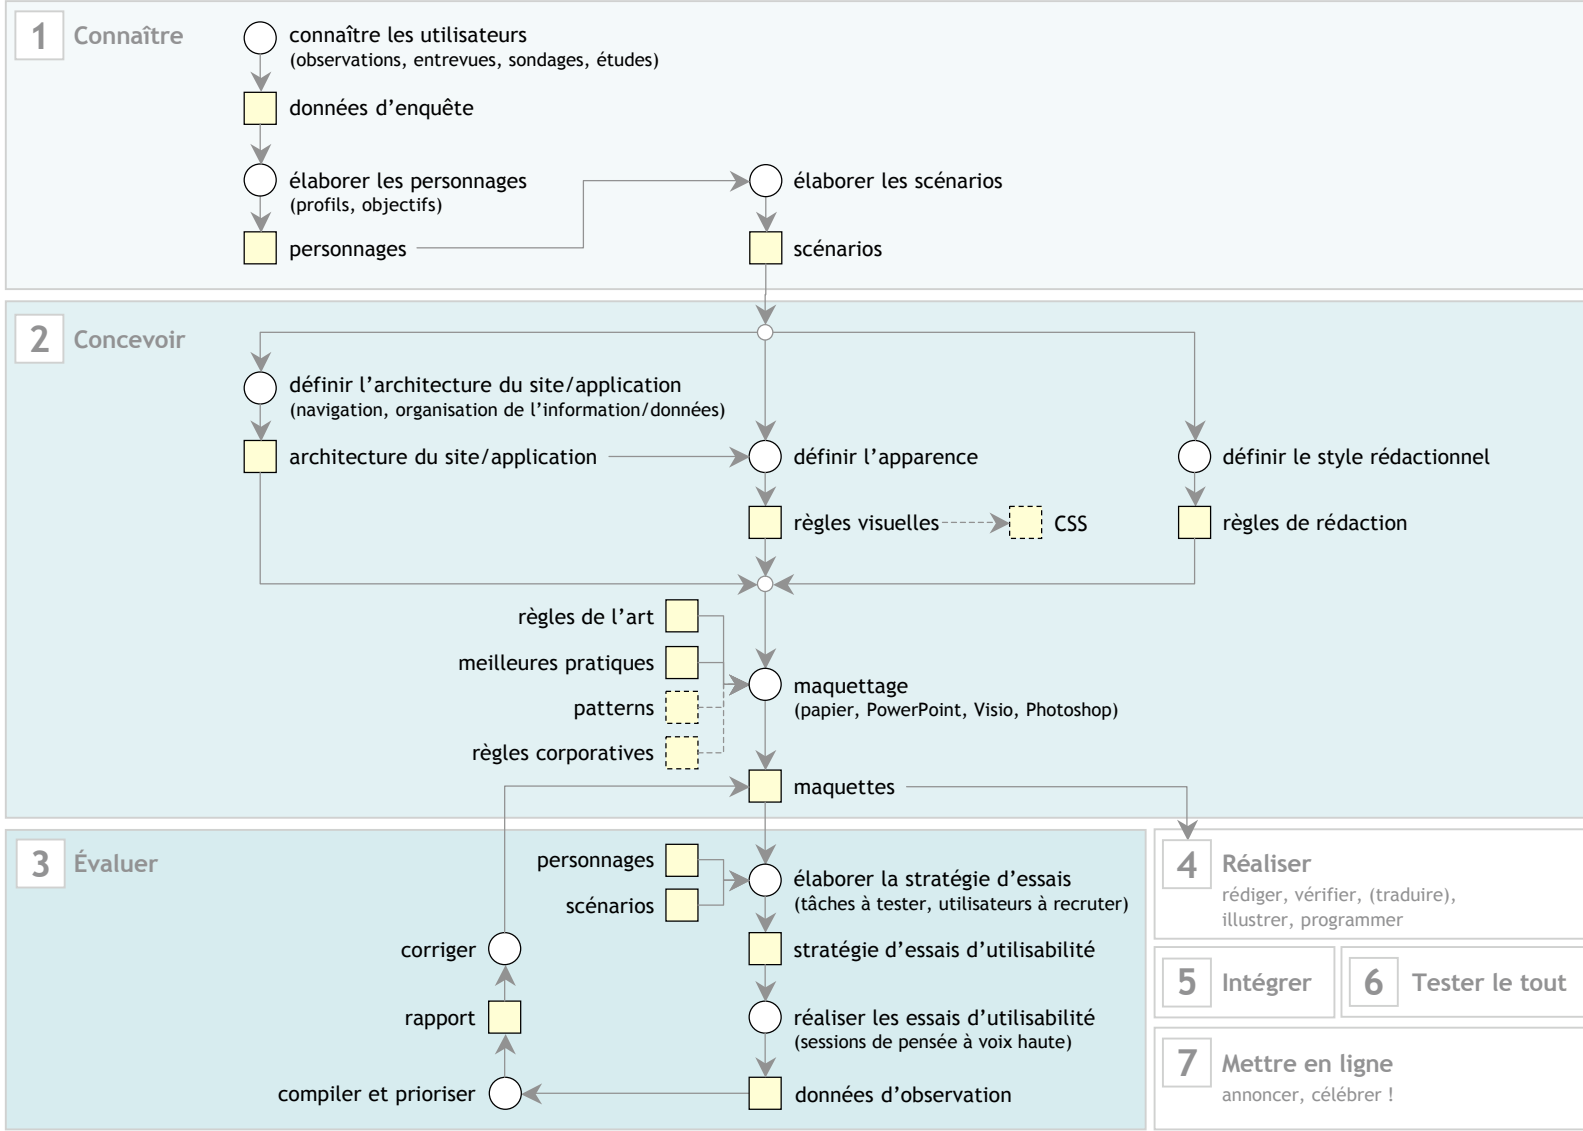 1 Connaître
connaître les utilisateurs
(observations, entrevues, sondages, études)
données d’enquête
élaborer les personnages
(profils, objectifs)
élaborer les scénarios
personnages
scénarios
2 Concevoir
définir l’architecture du site/application
(navigation, organisation de l’information/données)
architecture du site/application
définir l’apparence
définir le style rédactionnel
règles visuelles
CSS
règles de rédaction
règles de l’art
meilleures pratiques
patterns
règles corporatives
maquettage
(papier, PowerPoint, Visio, Photoshop)
maquettes
3 Évaluer
personnages
scénarios
élaborer la stratégie d’essais
(tâches à tester, utilisateurs à recruter)
stratégie d’essais d’utilisabilité
réaliser les essais d’utilisabilité
(sessions de pensée à voix haute)
données d’observation
corriger
rapport
compiler et prioriser
4 Réaliser
rédiger, vérifier, (traduire),
illustrer, programmer
5 Intégrer
6 Tester le tout
7 Mettre en ligne
annoncer, célébrer !